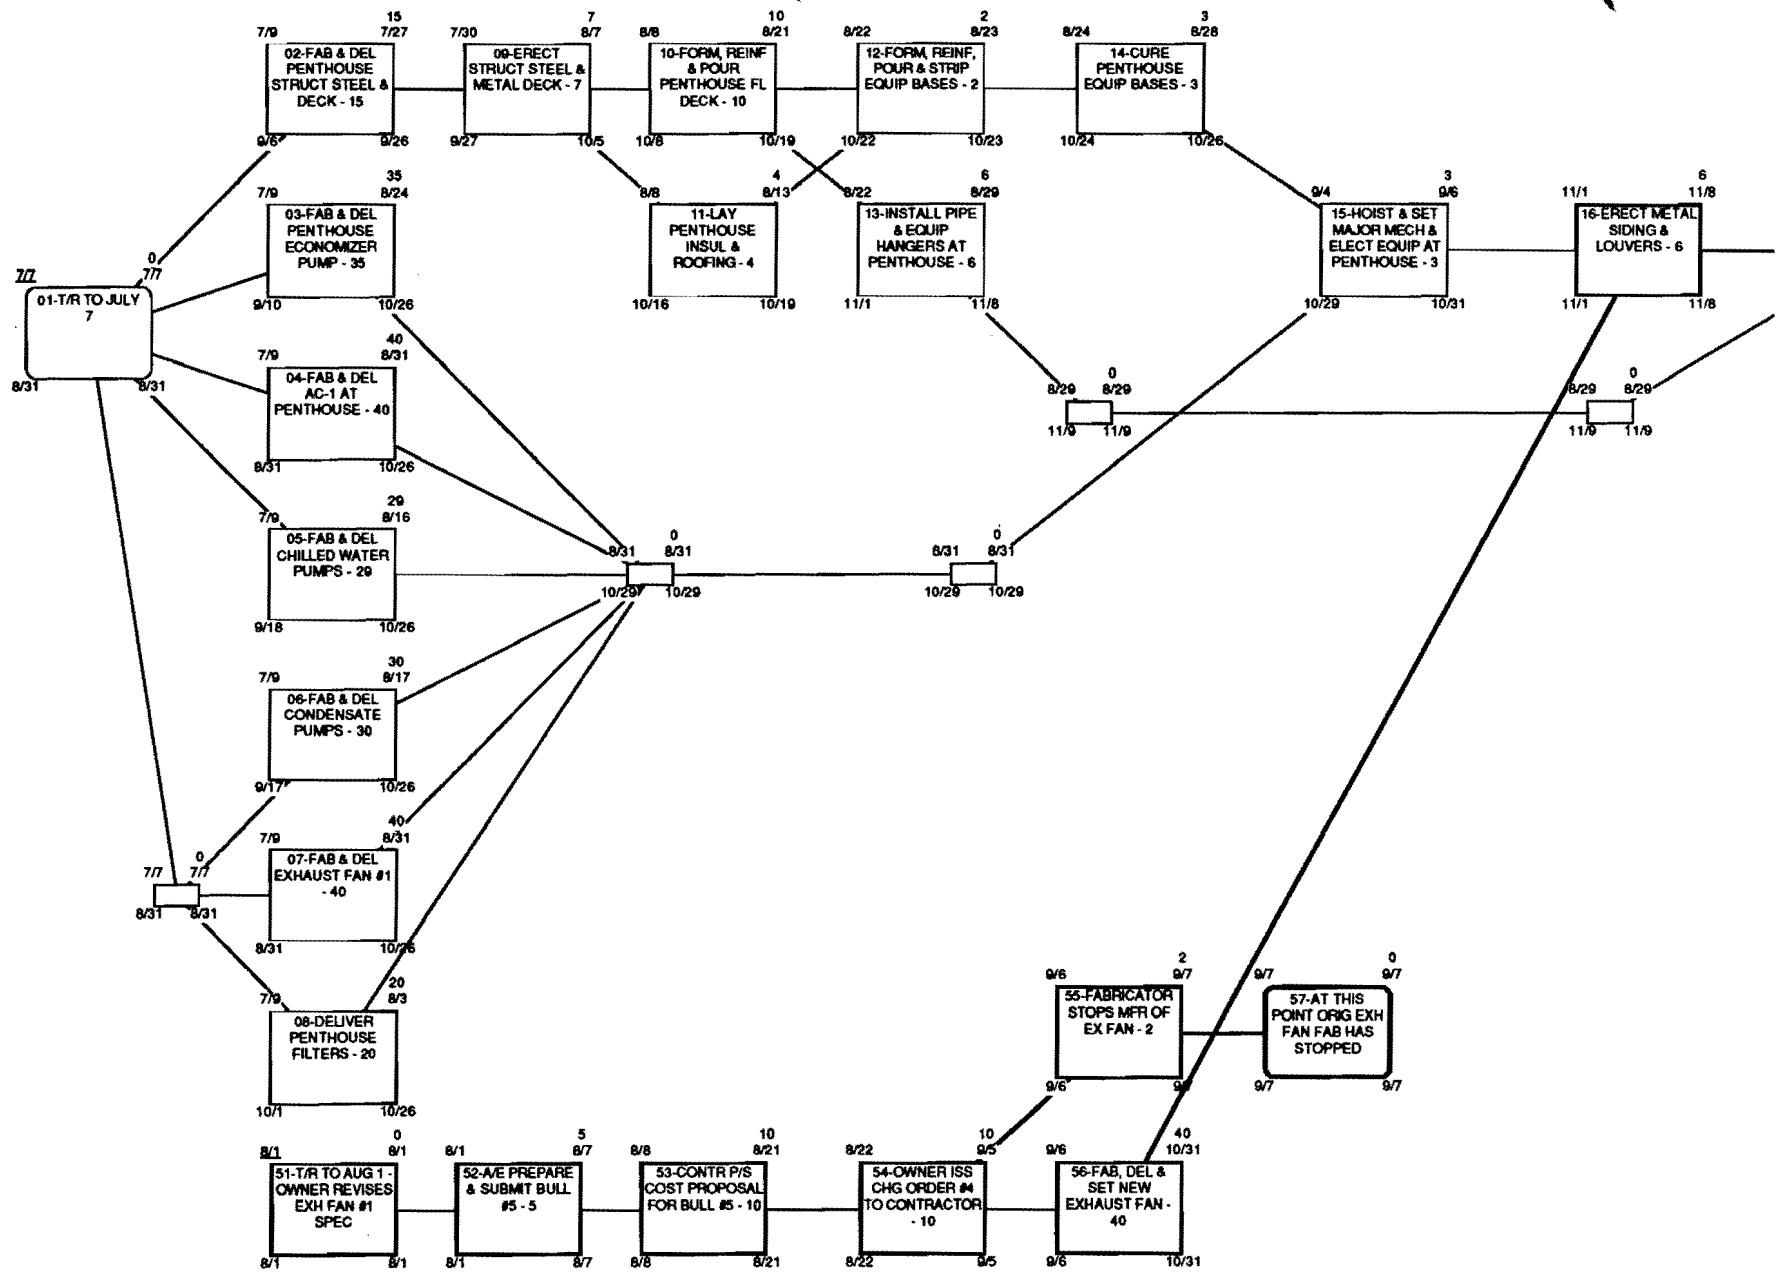 15
7
10
2
3
7/9
7/27
7/30
8/7
8/8
8/21
8/22
8/23
8/24
8/28
02-FAB & DEL
PENTHOUSE
STRUCT STEEL &
DECK - 15
09-ERECT
STRUCT STEEL &
METAL DECK - 7
10-FORM, REINF
& POUR
PENTHOUSE FL
DECK - 10
12-FORM, REINF,
POUR & STRIP
EQUIP BASES - 2
14-CURE
PENTHOUSE
EQUIP BASES - 3
9/6
9/26
9/27
10/5
10/8
10/19
10/22
10/23
10/24
10/26
35
4
6
3
6
7/9
8/24
8/8
8/13
8/22
8/29
9/4
9/6
11/1
11/8
03-FAB & DEL
PENTHOUSE
ECONOMIZER
PUMP - 35
11-LAY
PENTHOUSE
INSUL &
ROOFING - 4
13-INSTALL PIPE
& EQUIP
HANGERS AT
PENTHOUSE - 6
15-HOIST & SET
MAJOR MECH &
ELECT EQUIP AT
PENTHOUSE - 3
16-ERECT METAL
SIDING &
LOUVERS - 6
9/10
10/26
10/16
10/19
11/1
11/8
10/29
10/31
11/1
11/8
0
7/7
7/7
01-T/R TO JULY
7
8/31
8/31
40
7/9
8/31
04-FAB & DEL
AC-1 AT
PENTHOUSE - 40
8/31
10/26
0
8/29
8/29
11/9
11/9
0
8/29
8/29
11/9
11/9
29
7/9
8/16
05-FAB & DEL
CHILLED WATER
PUMPS - 29
9/18
10/26
0
8/31
8/31
10/29
10/29
0
8/31
8/31
10/29
10/29
30
7/9
8/17
06-FAB & DEL
CONDENSATE
PUMPS - 30
9/17
10/26
0
7/7
7/7
8/31
8/31
40
7/9
8/31
07-FAB & DEL
EXHAUST FAN #1
- 40
8/31
10/26
20
7/9
8/3
08-DELIVER
PENTHOUSE
FILTERS - 20
10/1
10/26
2
9/6
9/7
55-FABRICATOR
STOPS MFR OF
EX FAN - 2
9/6
9/7
0
9/7
9/7
57-AT THIS
POINT ORIG EXH
FAN FAB HAS
STOPPED
9/7
9/7
0
5
10
10
40
8/1
8/1
8/1
8/7
8/8
8/21
8/22
9/5
9/6
10/31
51-T/R TO AUG 1 -
OWNER REVISES
EXH FAN #1
SPEC
52-A/E PREPARE
& SUBMIT BULL
#5 - 5
53-CONTR P/S
COST PROPOSAL
FOR BULL #5 - 10
54-OWNER ISS
CHG ORDER #4
TO CONTRACTOR
- 10
56-FAB, DEL &
SET NEW
EXHAUST FAN -
40
8/1
8/1
8/1
8/7
8/8
8/21
8/22
9/5
9/6
10/31